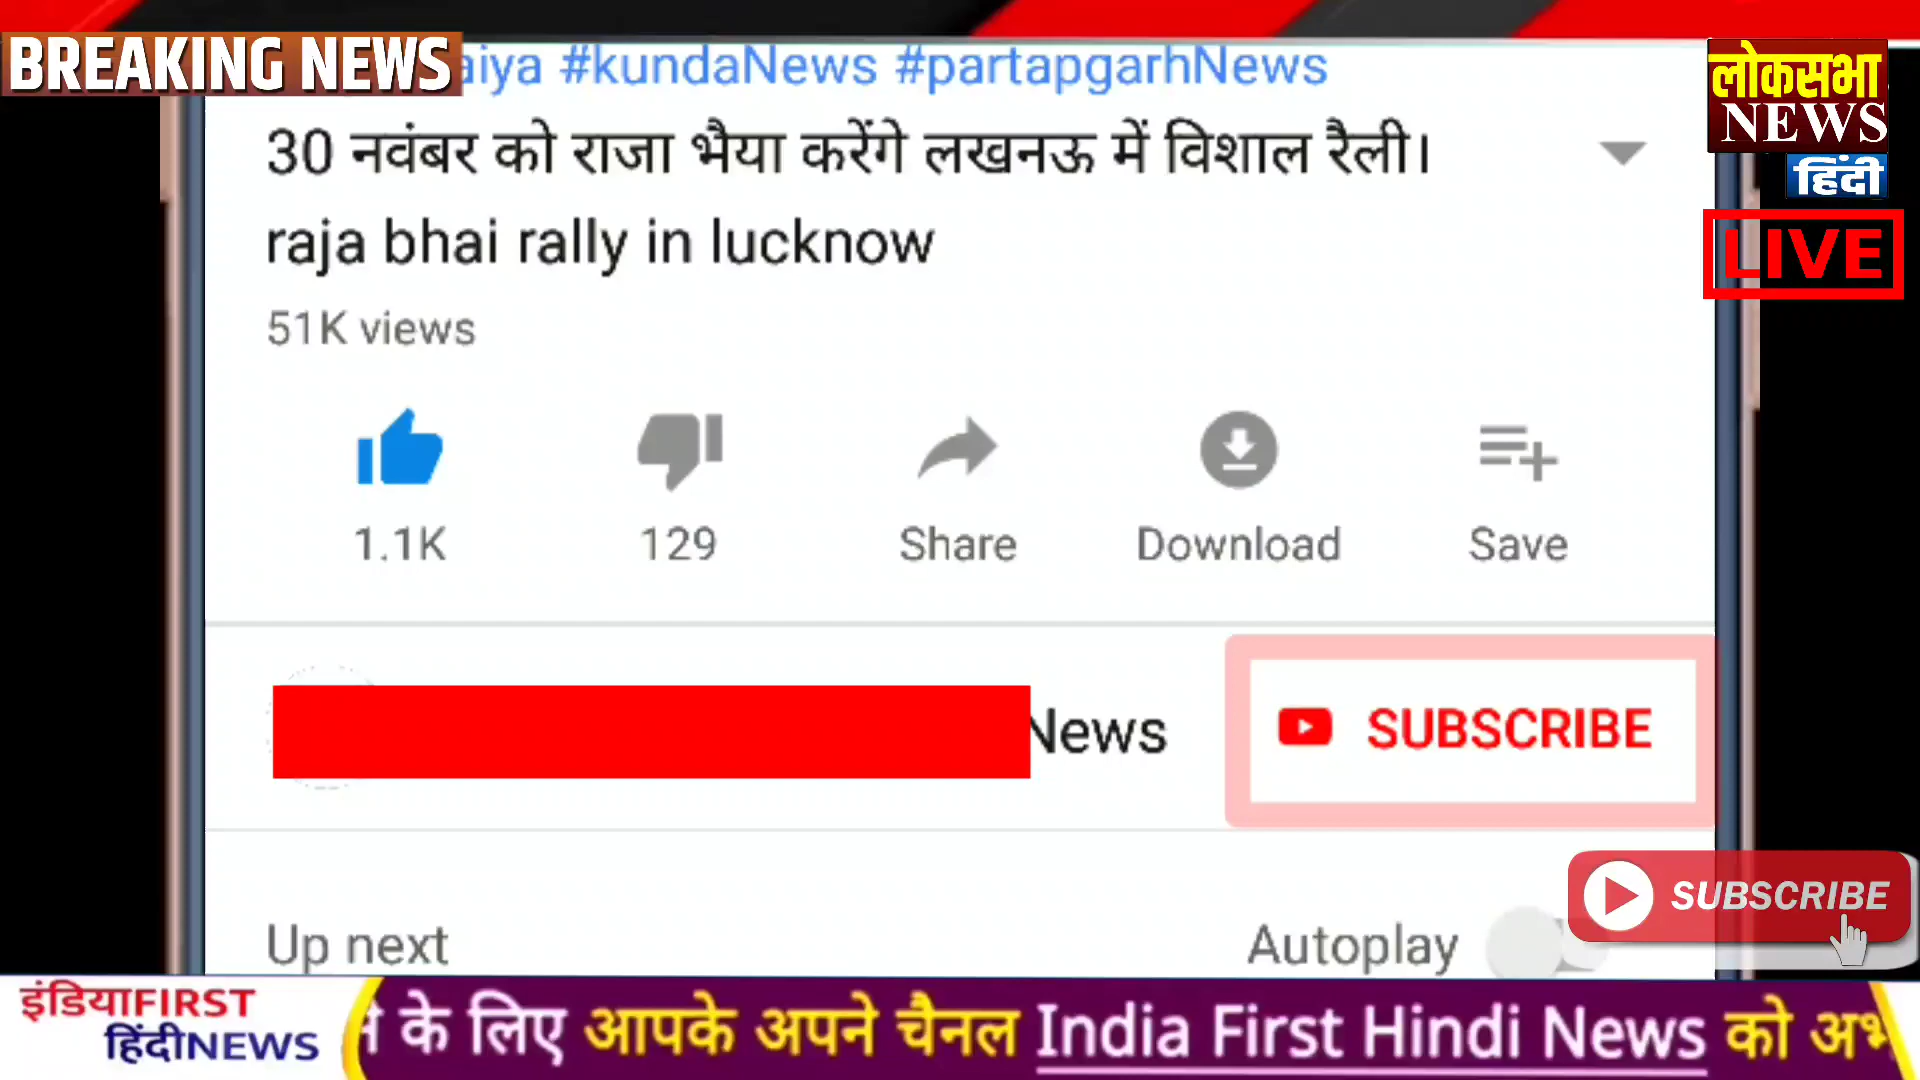 BREAKING NEWS
#kundaNews #partapgarhNews
30 नवंबर को राजा भैया करेंगे लखनऊ में विशाल रैली।
raja bhai rally in lucknow
51K views
1.1K 129 Share Download Save
News SUBSCRIBE
Up next Autoplay
लोकसभा
NEWS
हिंदी
LIVE
SUBSCRIBE
इंडियाFIRST
हिंदीNEWS
के लिए आपके अपने चैनल India First Hindi News को